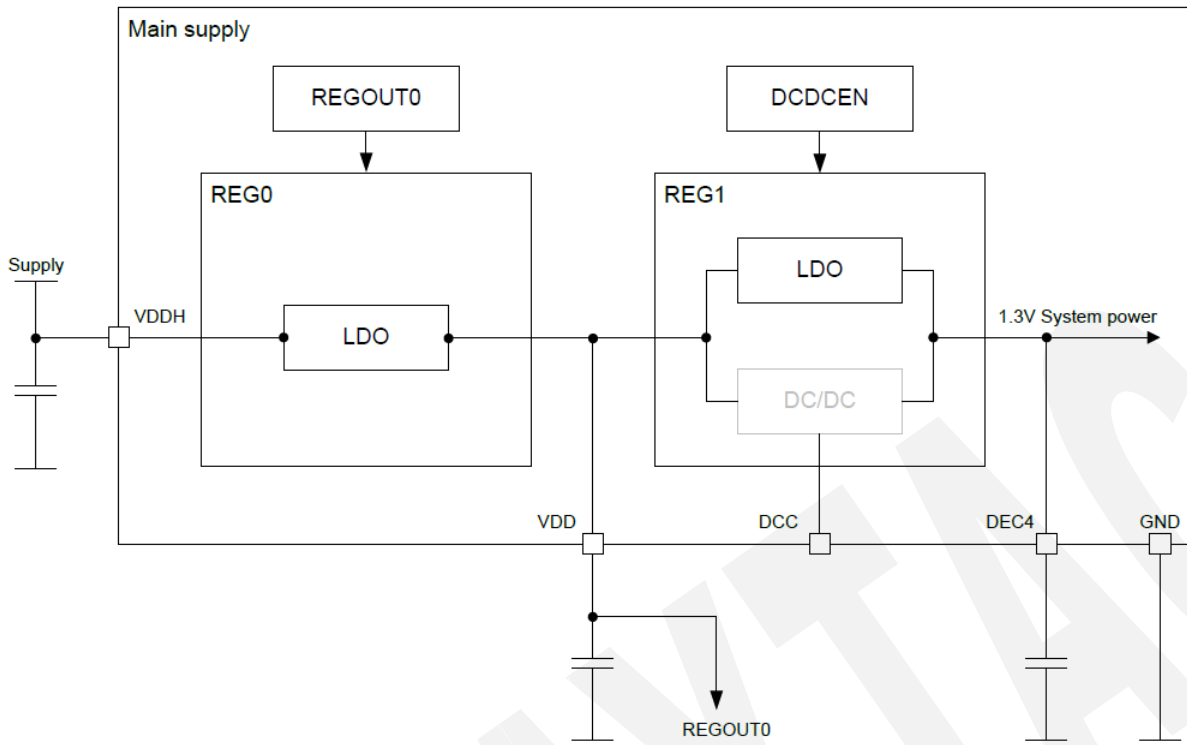 Main supply
REGOUT0
DCDCEN
REG0
REG1
LDO
Supply
VDDH
LDO
1.3V System power
DC/DC
VDD
DCC
DEC4
GND
REGOUT0